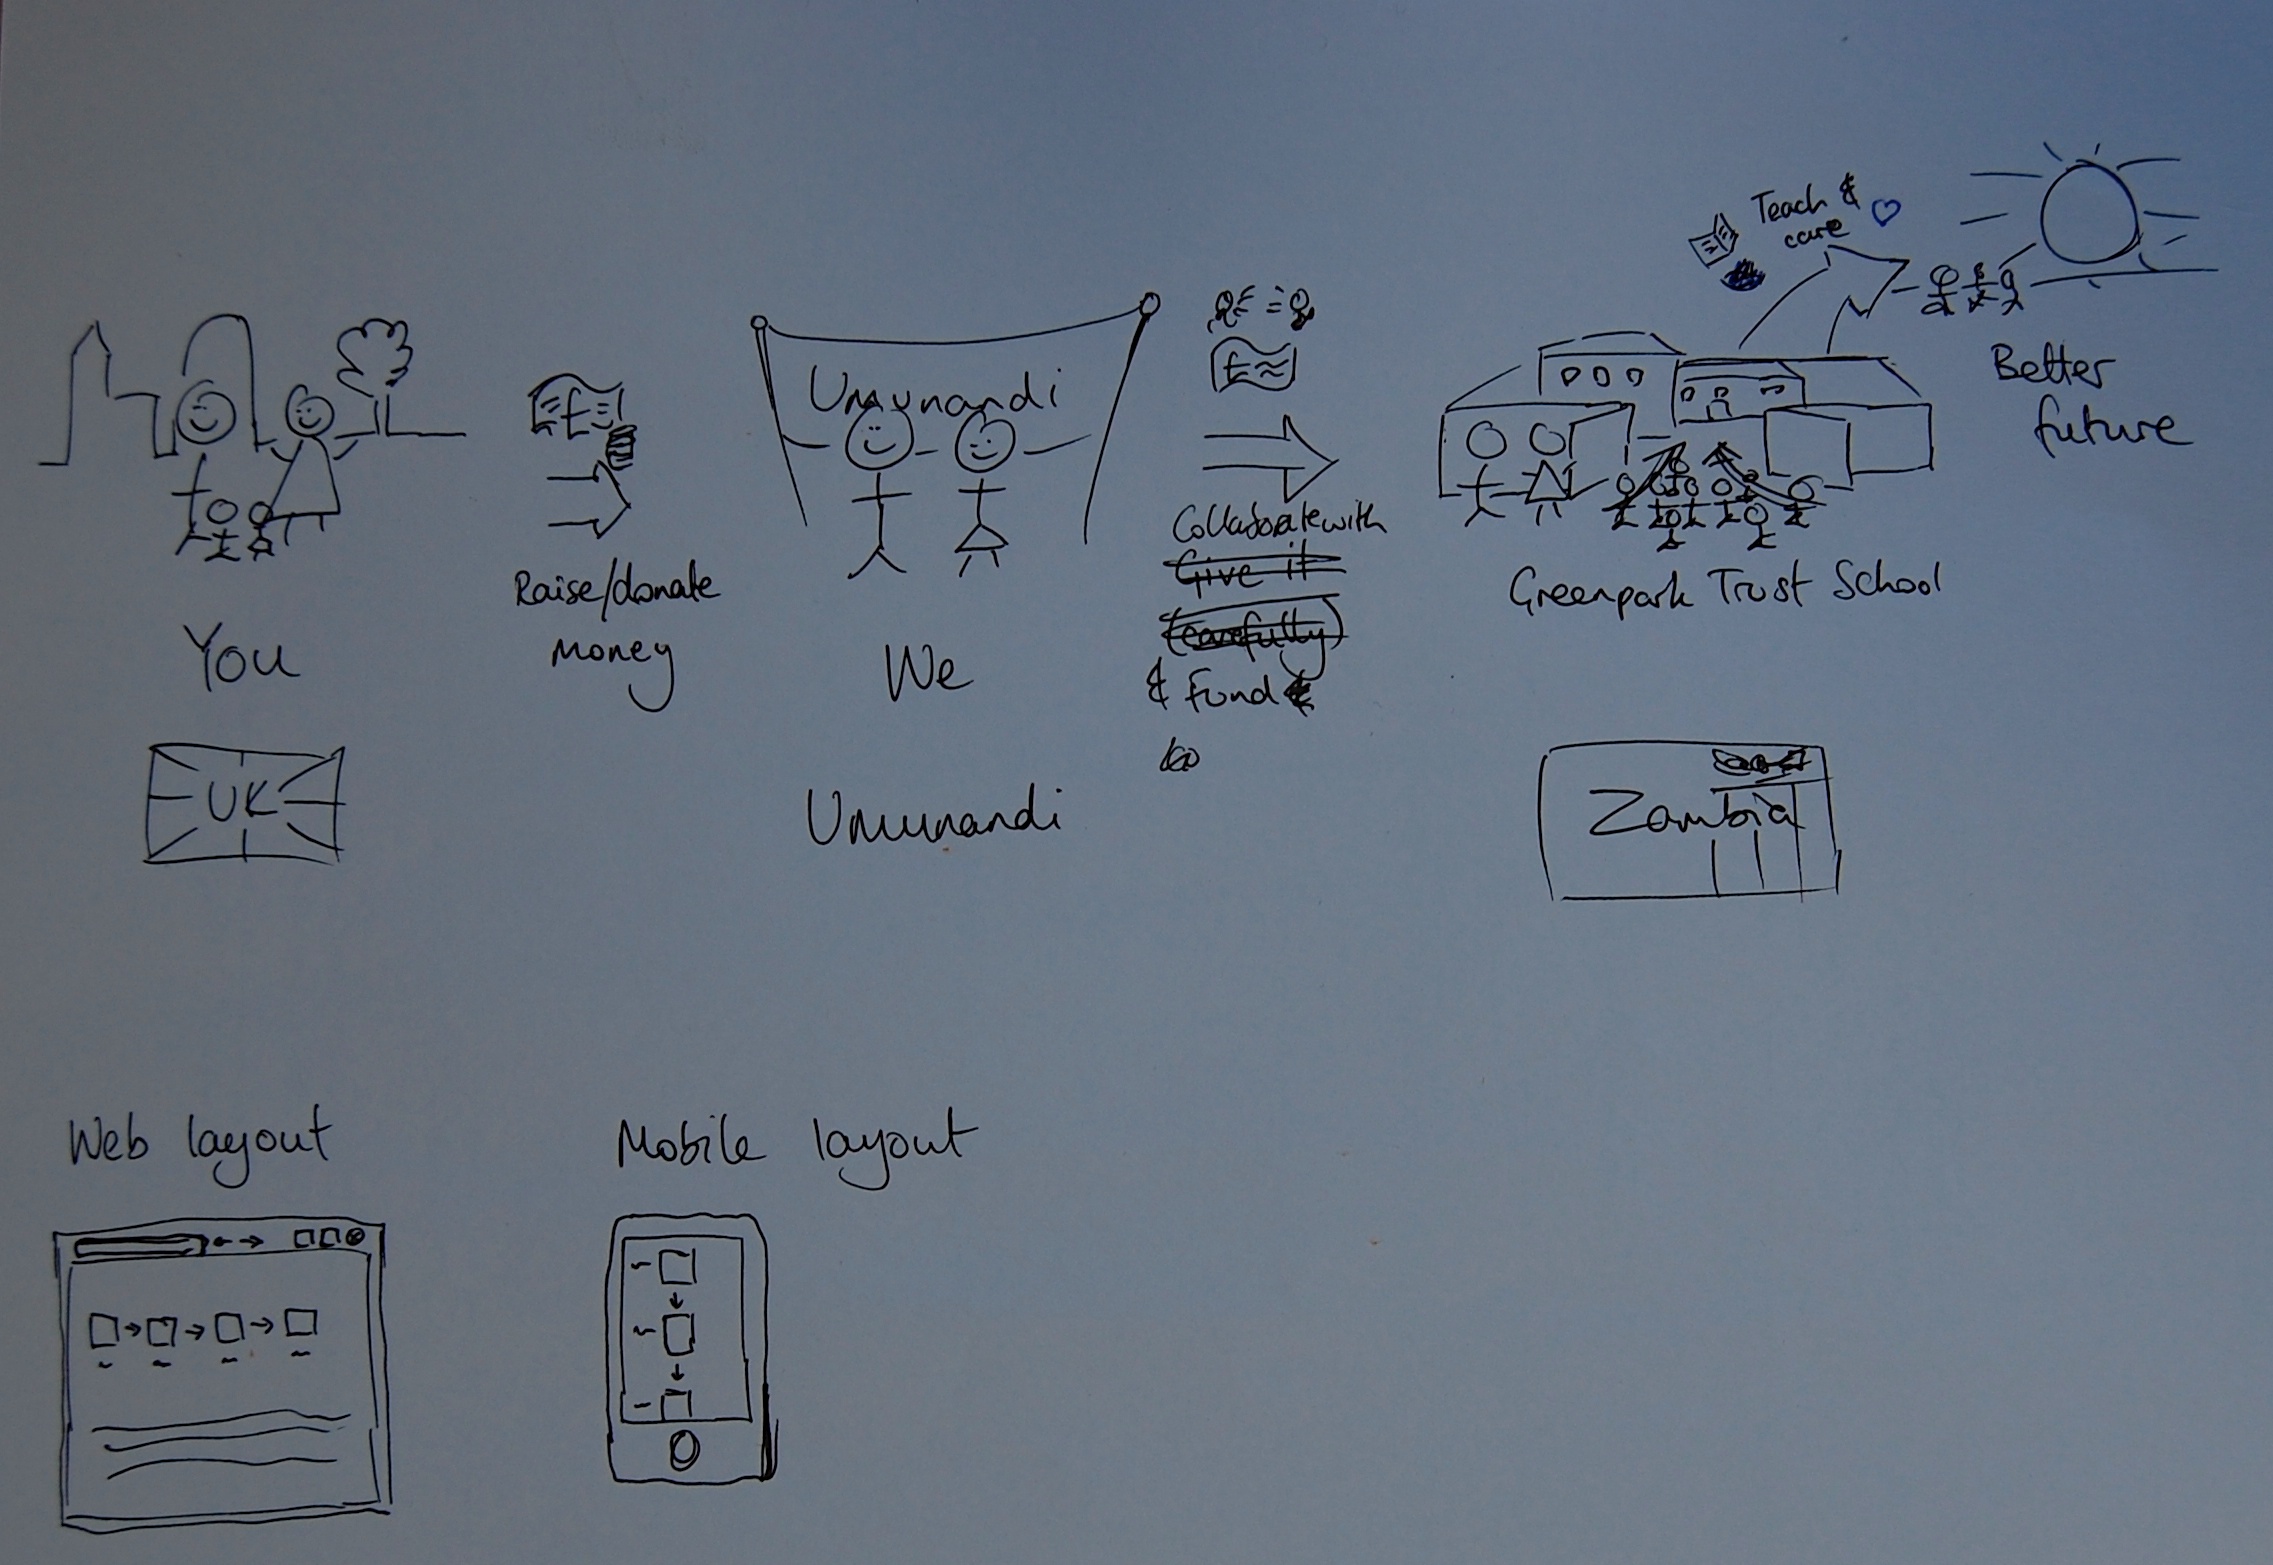 Teach &
care
£
Umunandi
£
Better
future
Collaborate with
Give it
(carefully)
& Fund
to
Raise/donate
money
Greenpark Trust School
You
We
UK
Umunandi
Zambia
Web layout
Mobile layout